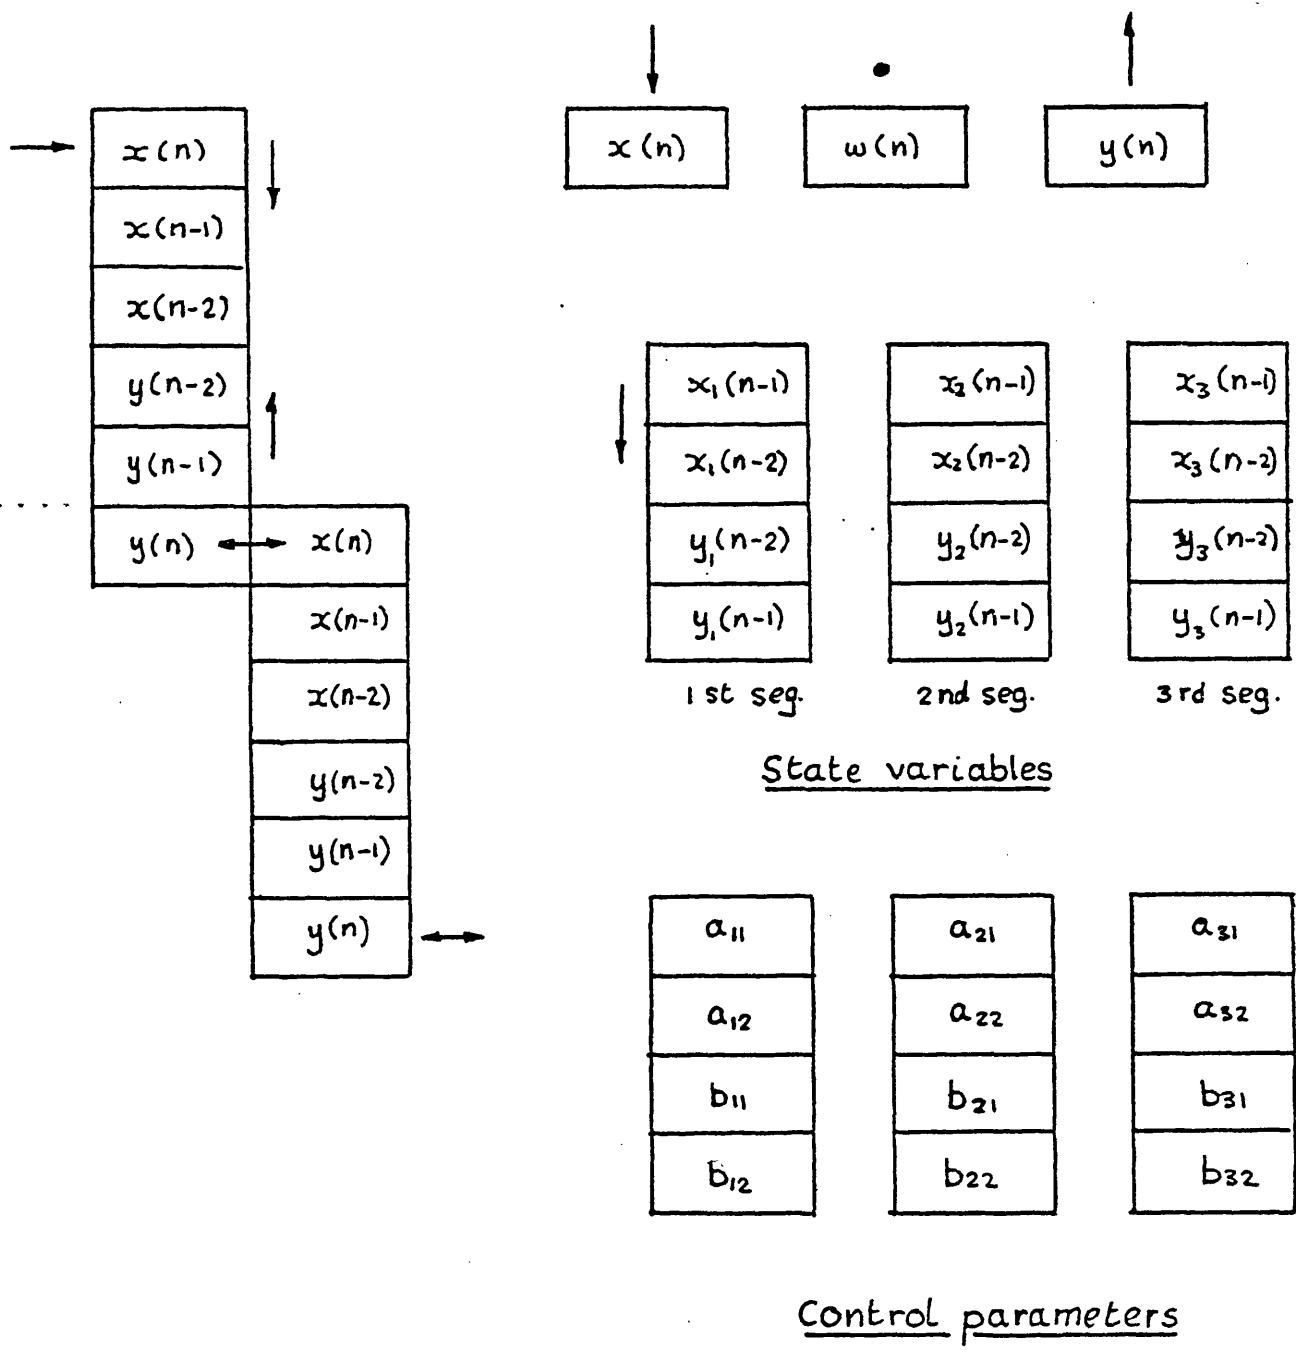 x(n)
x(n-1)
x(n-2)
y(n-2)
y(n-1)
y(n) x(n)
x(n-1)
x(n-2)
y(n-2)
y(n-1)
y(n)
x(n) w(n) y(n)
x₁(n-1) x₂(n-1) x₃(n-1)
x₁(n-2) x₂(n-2) x₃(n-2)
y₁(n-2) y₂(n-2) y₃(n-2)
y₁(n-1) y₂(n-1) y₃(n-1)
1st seg. 2nd seg. 3rd seg.
State variables
a₁₁ a₂₁ a₃₁
a₁₂ a₂₂ a₃₂
b₁₁ b₂₁ b₃₁
b₁₂ b₂₂ b₃₂
Control parameters